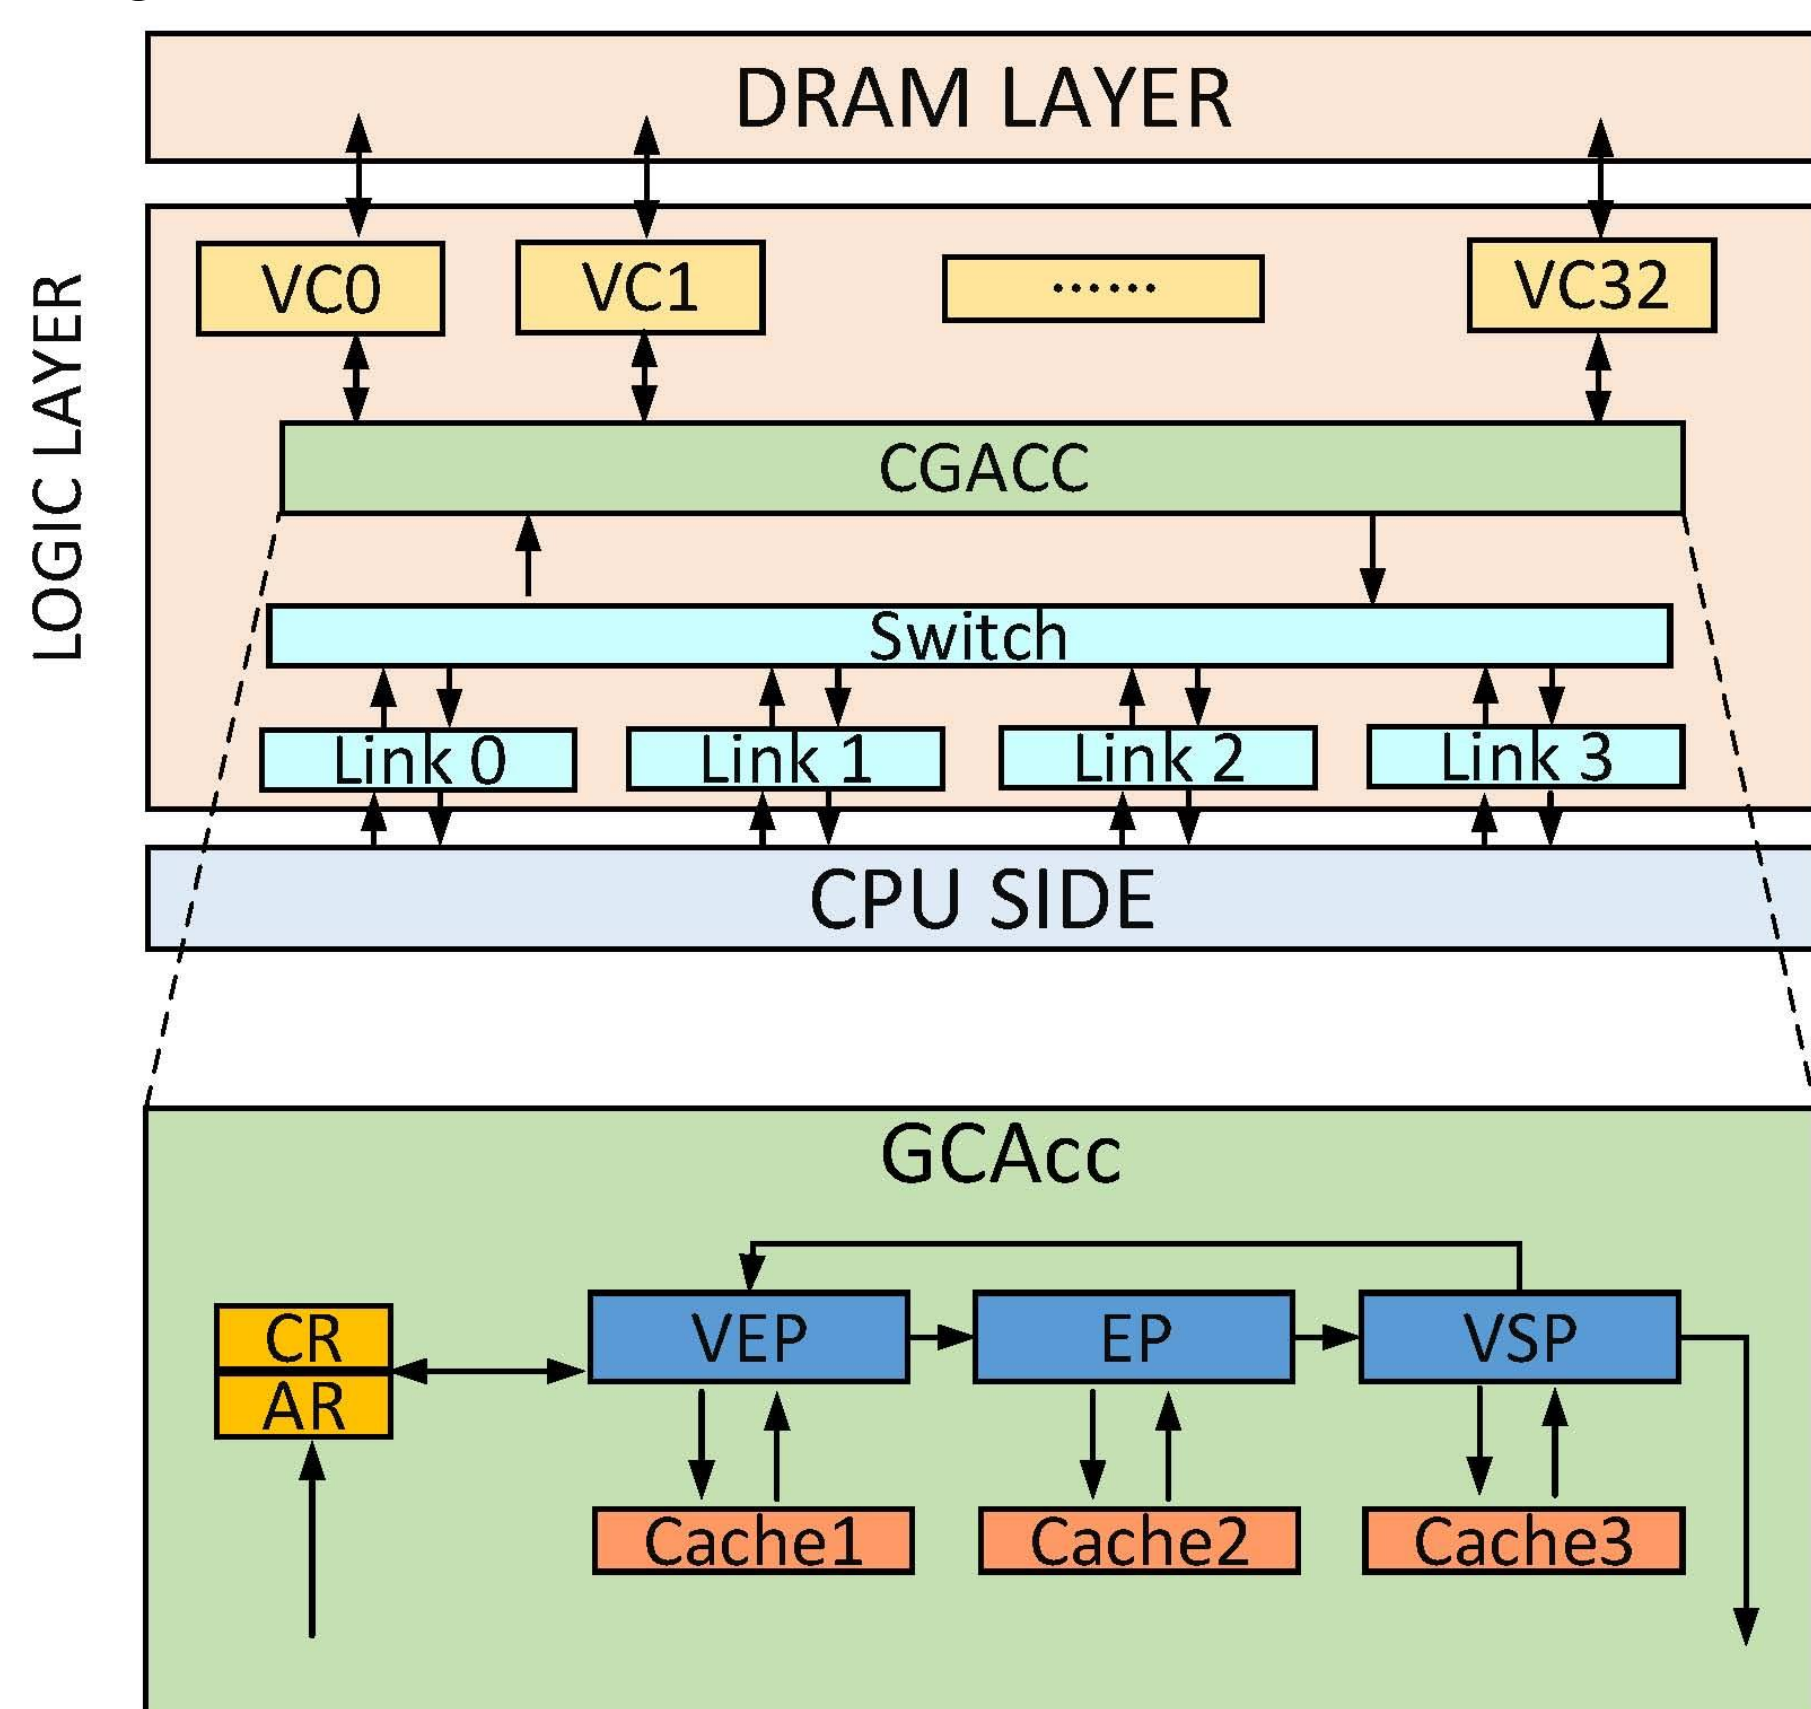 DRAM LAYER
LOGIC LAYER
VC0
VC1
......
VC32
CGACC
Switch
Link 0
Link 1
Link 2
Link 3
CPU SIDE
GCAcc
CR
AR
VEP
EP
VSP
Cache1
Cache2
Cache3